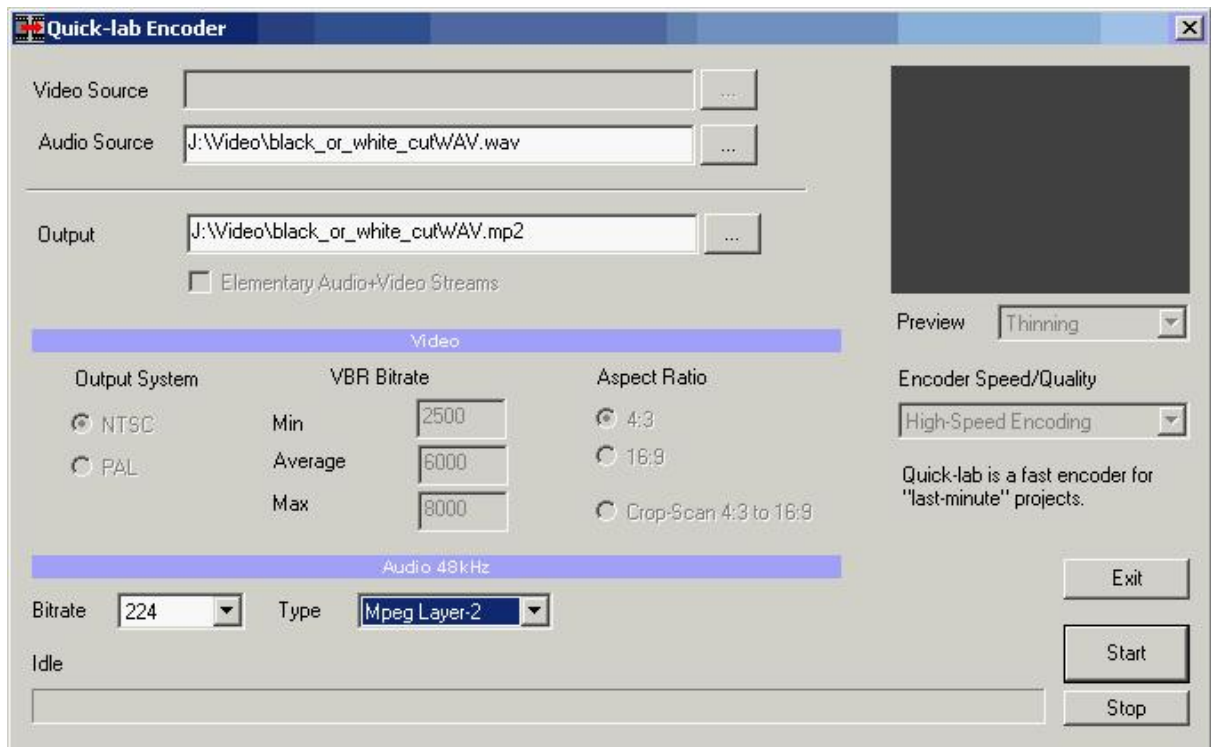 Quick-lab Encoder
Video Source
...
Audio Source
J:\Video\black_or_white_cutWAV.wav
...
Output
J:\Video\black_or_white_cutWAV.mp2
...
Elementary Audio+Video Streams
Preview
Thinning
Video
Output System
VBR Bitrate
Aspect Ratio
Encoder Speed/Quality
NTSC
Min
2500
4:3
High-Speed Encoding
PAL
Average
6000
16:9
Quick-lab is a fast encoder for
"last-minute" projects.
Max
8000
Crop-Scan 4:3 to 16:9
Audio 48kHz
Exit
Bitrate
224
Type
Mpeg Layer-2
Start
Idle
Stop